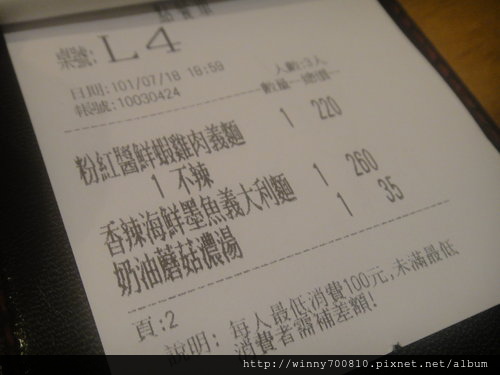 桌號: L4
日期:101/07/18 18:59 人數:3人
帳號:10030424 數量 總價
粉紅醬鮮蝦雞肉義麵 1 220
1 不辣
香辣海鮮墨魚義大利麵 1 260
奶油蘑菇濃湯 1 35
頁:2
說明: 每人最低消費100元,未滿最低
消費者需補差額!
http://winny700810.pixnet.net/album